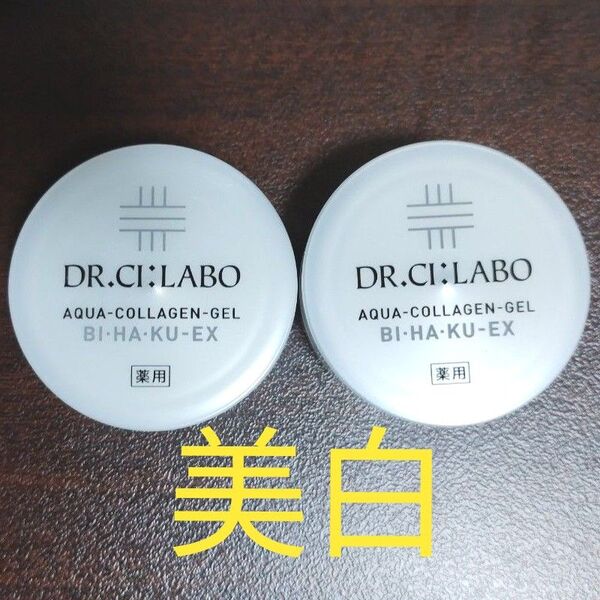 DR.CI:LABO
AQUA-COLLAGEN-GEL
BI·HA·KU-EX
薬用
DR.CI:LABO
AQUA-COLLAGEN-GEL
BI·HA·KU-EX
薬用
美白